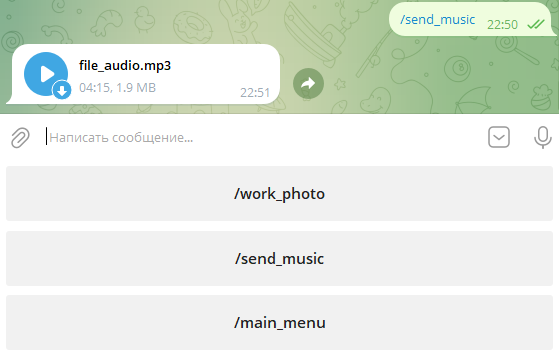 /send_music
22:50
file_audio.mp3
04:15, 1.9 MB
22:51
Написать сообщение...
/work_photo
/send_music
/main_menu